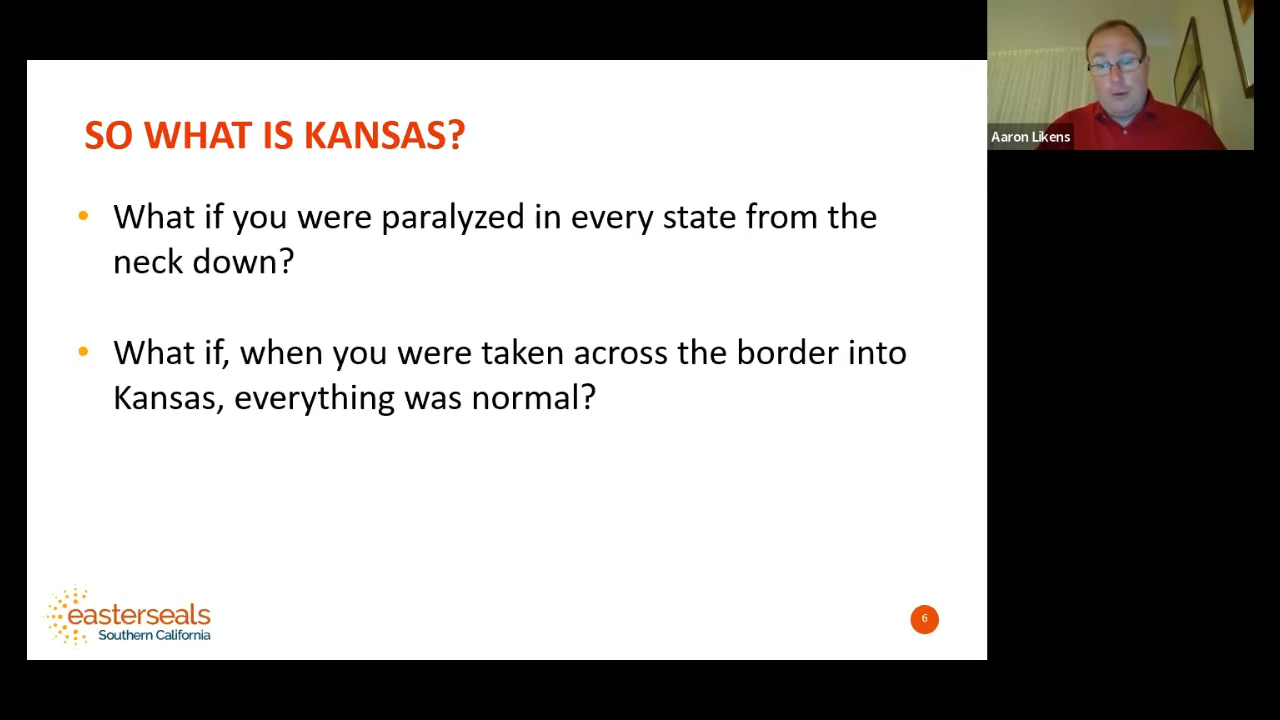 SO WHAT IS KANSAS?
• What if you were paralyzed in every state from the
neck down?
• What if, when you were taken across the border into
Kansas, everything was normal?
easterseals
Southern California
6
Aaron Likens